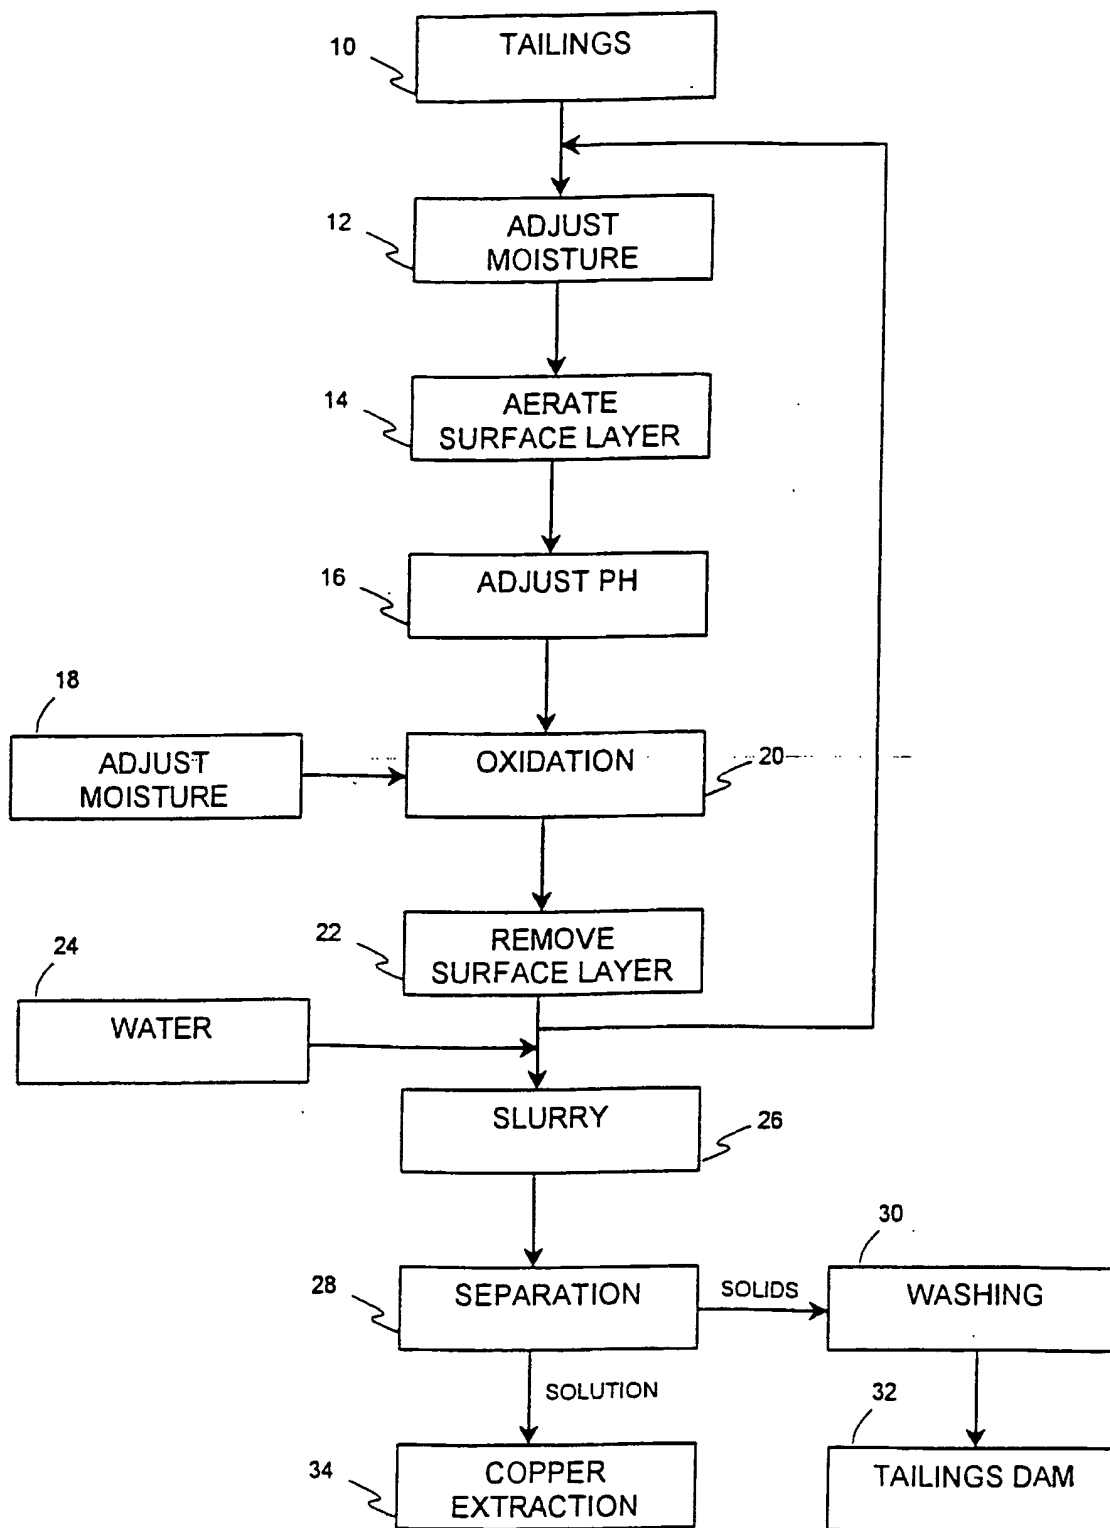 TAILINGS
10
12
ADJUST
MOISTURE
14
AERATE
SURFACE LAYER
16
ADJUST PH
18
ADJUST
MOISTURE
OXIDATION
20
22
REMOVE
SURFACE LAYER
24
WATER
SLURRY
26
28
SEPARATION
SOLIDS
30
WASHING
SOLUTION
32
34
COPPER
EXTRACTION
TAILINGS DAM